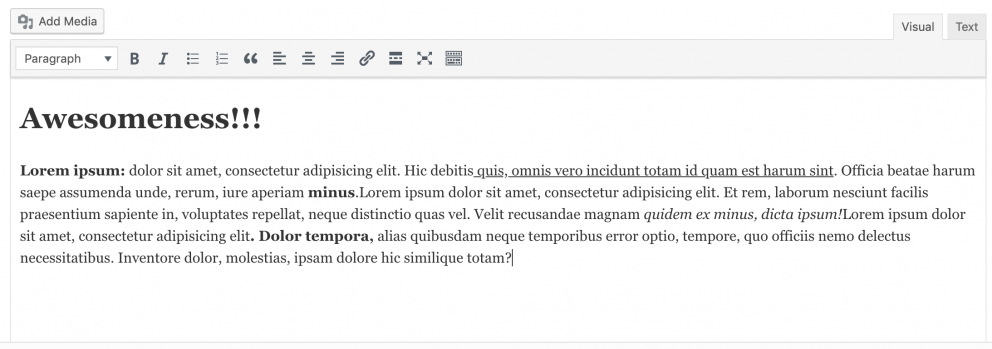 Add Media
Visual Text
Paragraph
Awesomeness!!!
Lorem ipsum: dolor sit amet, consectetur adipisicing elit. Hic debitis quis, omnis vero incidunt totam id quam est harum sint. Officia beatae harum
saepe assumenda unde, rerum, iure aperiam minus.Lorem ipsum dolor sit amet, consectetur adipisicing elit. Et rem, laborum nesciunt facilis
praesentium sapiente in, voluptates repellat, neque distinctio quas vel. Velit recusandae magnam quidem ex minus, dicta ipsum!Lorem ipsum dolor
sit amet, consectetur adipisicing elit. Dolor tempora, alias quibusdam neque temporibus error optio, tempore, quo officiis nemo delectus
necessitatibus. Inventore dolor, molestias, ipsam dolore hic similique totam?